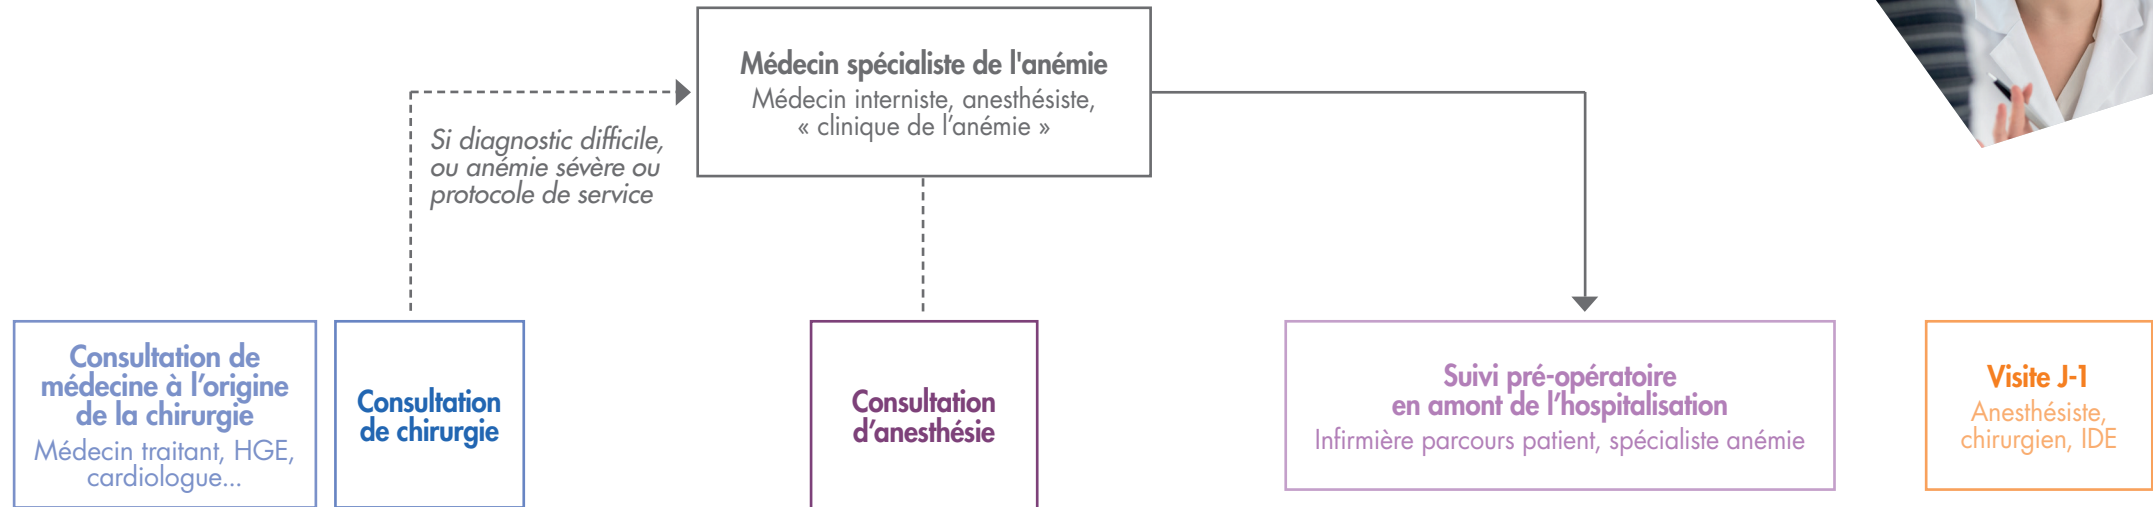 Médecin spécialiste de l'anémie
Médecin interniste, anesthésiste,
« clinique de l’anémie »
Si diagnostic difficile,
ou anémie sévère ou
protocole de service
Consultation de
médecine à l’origine
de la chirurgie
Médecin traitant, HGE,
cardiologue...
Consultation
de chirurgie
Consultation
d’anesthésie
Suivi pré-opératoire
en amont de l’hospitalisation
Infirmière parcours patient, spécialiste anémie
Visite J-1
Anesthésiste,
chirurgien, IDE